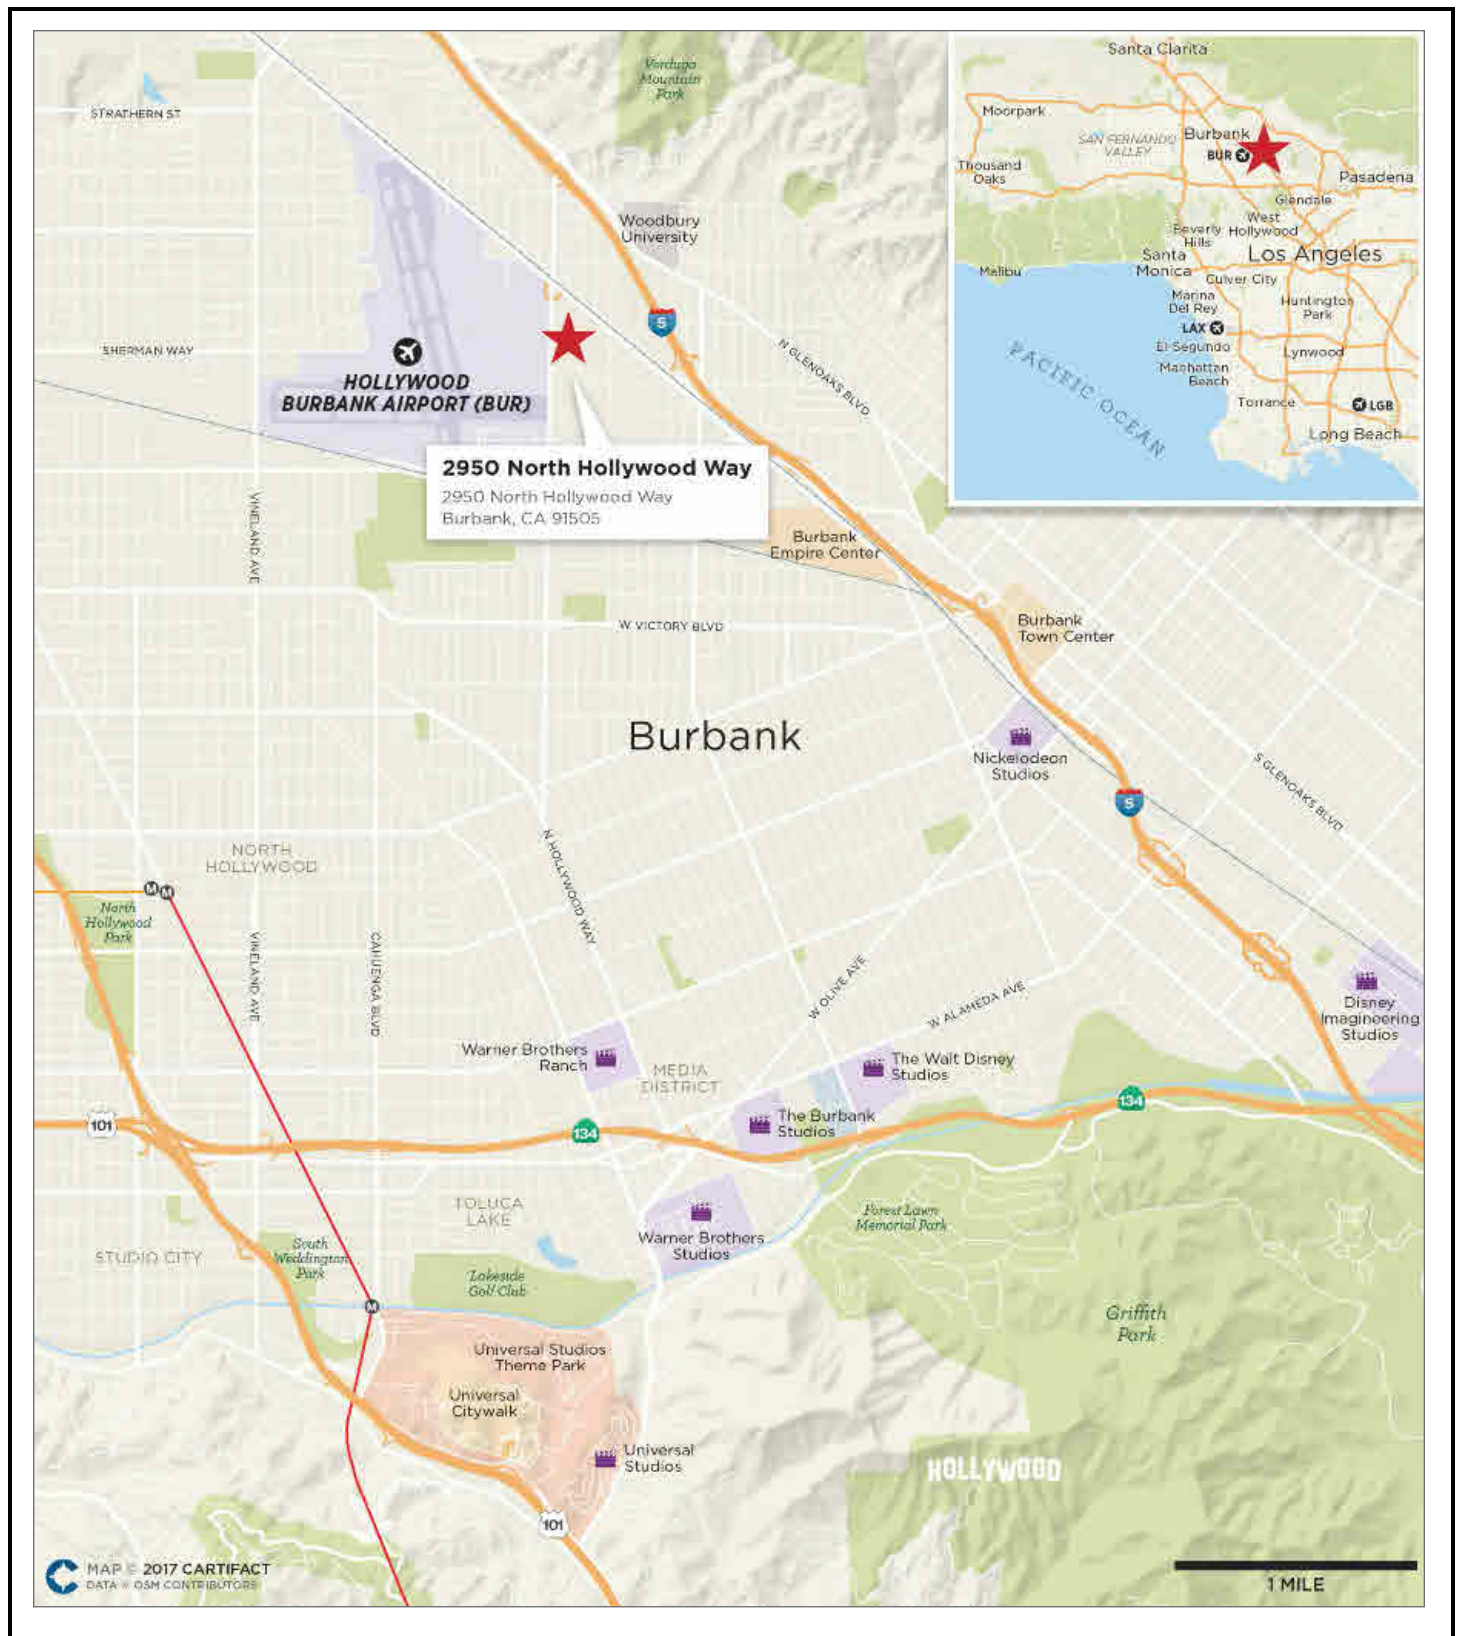 Verdugo
Mountain
Park
STRATHERN ST
Woodbury
University
5
SHERMAN WAY
HOLLYWOOD
BURBANK AIRPORT (BUR)
N GLENOAKS BLVD
2950 North Hollywood Way
2950 North Hollywood Way
Burbank, CA 91505
Santa Clarita
Moorpark
SAN FERNANDO
VALLEY
Burbank
BUR
Thousand
Oaks
Pasadena
Glendale
West
Hollywood
Beverly
Hills
Los Angeles
Santa
Monica
Malibu
Culver City
Marina
Del Rey
Huntington
Park
LAX
El Segundo
Lynwood
Manhattan
Beach
Torrance
LGB
Long Beach
PACIFIC OCEAN
VINELAND AVE
Burbank
Empire Center
W VICTORY BLVD
Burbank
Town Center
Burbank
Nickelodeon
Studios
S GLENOAKS BLVD
5
NORTH
HOLLYWOOD
N HOLLYWOOD WAY
M
M
North
Hollywood
Park
VINELAND AVE
CAHUENGA BLVD
W OLIVE AVE
W ALAMEDA AVE
Disney
Imagineering
Studios
Warner Brothers
Ranch
MEDIA
DISTRICT
The Walt Disney
Studios
The Burbank
Studios
134
134
101
TOLUCA
LAKE
Forest Lawn
Memorial Park
STUDIO CITY
South
Weddington
Park
Warner Brothers
Studios
Lakeside
Golf Club
M
Griffith
Park
Universal Studios
Theme Park
Universal
Citywalk
Universal
Studios
HOLLYWOOD
101
MAP © 2017 CARTIFACT
DATA © OSM CONTRIBUTORS
1 MILE